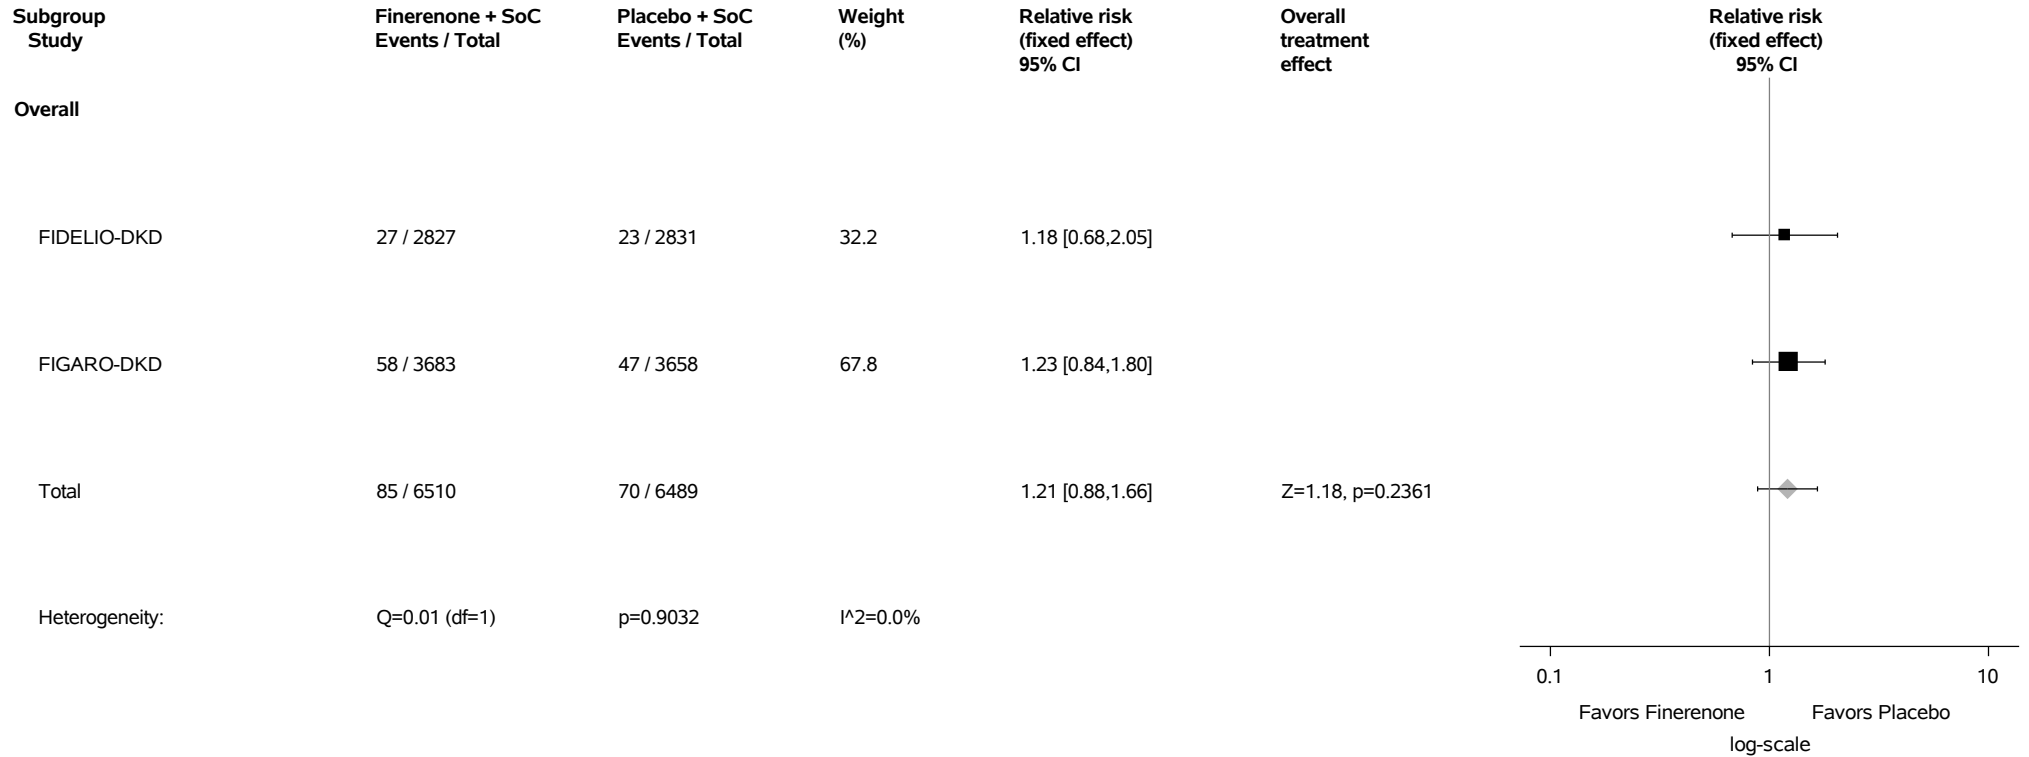 Subgroup Finerenone + SoC Placebo + SoC Weight Relative risk Overall Relative risk
Study Events / Total Events / Total (%) (fixed effect) treatment (fixed effect)
95% CI effect 95% CI
Overall
FIDELIO-DKD 27 / 2827 23 / 2831 32.2 1.18 [0.68,2.05]
FIGARO-DKD 58 / 3683 47 / 3658 67.8 1.23 [0.84,1.80]
Total 85 / 6510 70 / 6489 1.21 [0.88,1.66] Z=1.18, p=0.2361
Heterogeneity: Q=0.01 (df=1) p=0.9032 I^2=0.0%
0.1 1 10
Favors Finerenone Favors Placebo
log-scale